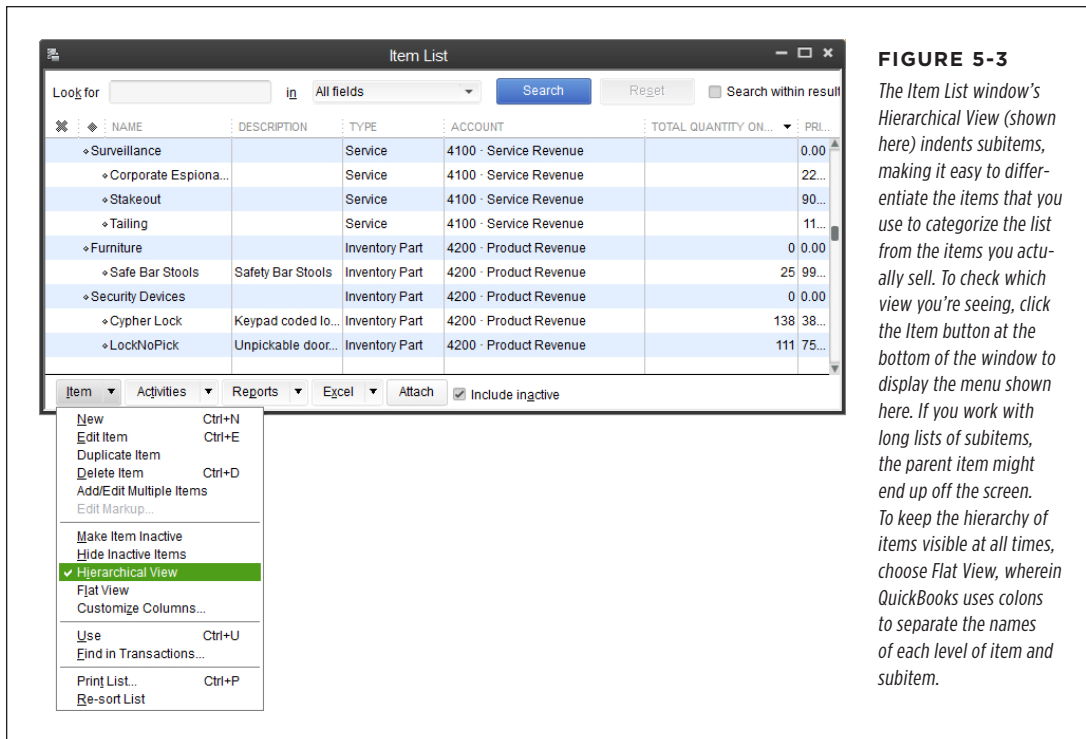 Item List
Look for in All fields Search Reset Search within result
NAME DESCRIPTION TYPE ACCOUNT TOTAL QUANTITY ON... PRI...
Surveillance Service 4100 · Service Revenue 0.00
Corporate Espiona... Service 4100 · Service Revenue 22...
Stakeout Service 4100 · Service Revenue 90...
Tailing Service 4100 · Service Revenue 11...
Furniture Inventory Part 4200 · Product Revenue 0 0.00
Safe Bar Stools Safety Bar Stools Inventory Part 4200 · Product Revenue 25 99...
Security Devices Inventory Part 4200 · Product Revenue 0 0.00
Cypher Lock Keypad coded lo... Inventory Part 4200 · Product Revenue 138 38...
LockNoPick Unpickable door... Inventory Part 4200 · Product Revenue 111 75...
Item Activities Reports Excel Attach Include inactive
New Ctrl+N
Edit Item Ctrl+E
Duplicate Item
Delete Item Ctrl+D
Add/Edit Multiple Items
Edit Markup...
Make Item Inactive
Hide Inactive Items
Hierarchical View
Flat View
Customize Columns...
Use Ctrl+U
Find in Transactions...
Print List... Ctrl+P
Re-sort List
FIGURE 5-3
The Item List window's
Hierarchical View (shown
here) indents subitems,
making it easy to differ-
entiate the items that you
use to categorize the list
from the items you actu-
ally sell. To check which
view you're seeing, click
the Item button at the
bottom of the window to
display the menu shown
here. If you work with
long lists of subitems,
the parent item might
end up off the screen.
To keep the hierarchy of
items visible at all times,
choose Flat View, wherein
QuickBooks uses colons
to separate the names
of each level of item and
subitem.